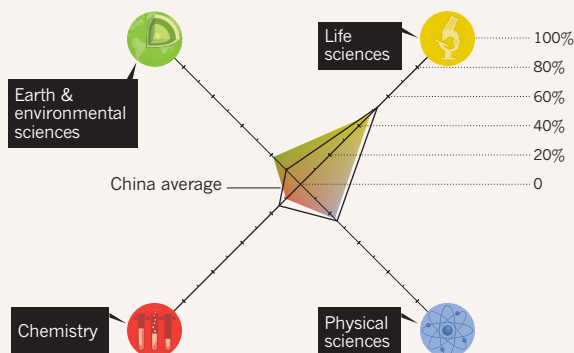 Life
sciences
100%
80%
60%
40%
20%
0
Earth &
environmental
sciences
China average
Chemistry
Physical
sciences